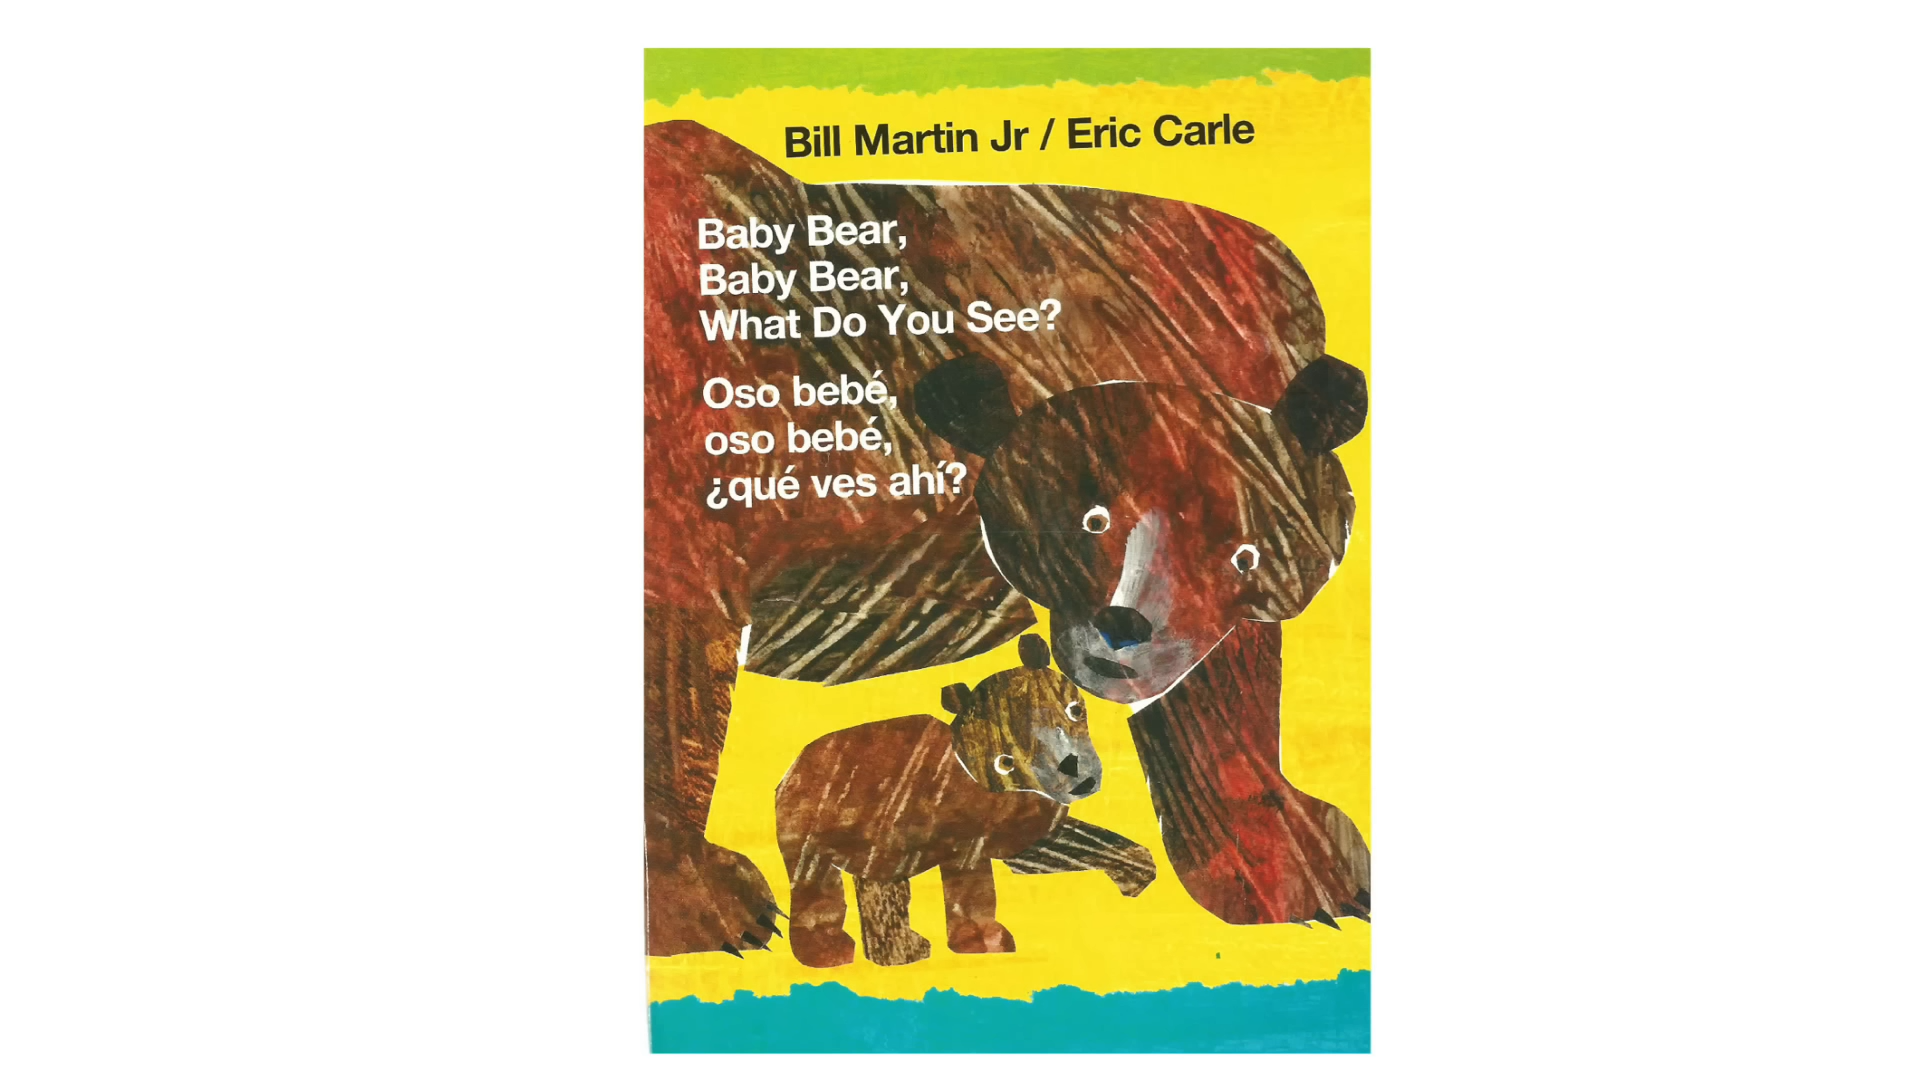 Bill Martin Jr / Eric Carle
Baby Bear,
Baby Bear,
What Do You See?
Oso bebé,
oso bebé,
¿qué ves ahí?